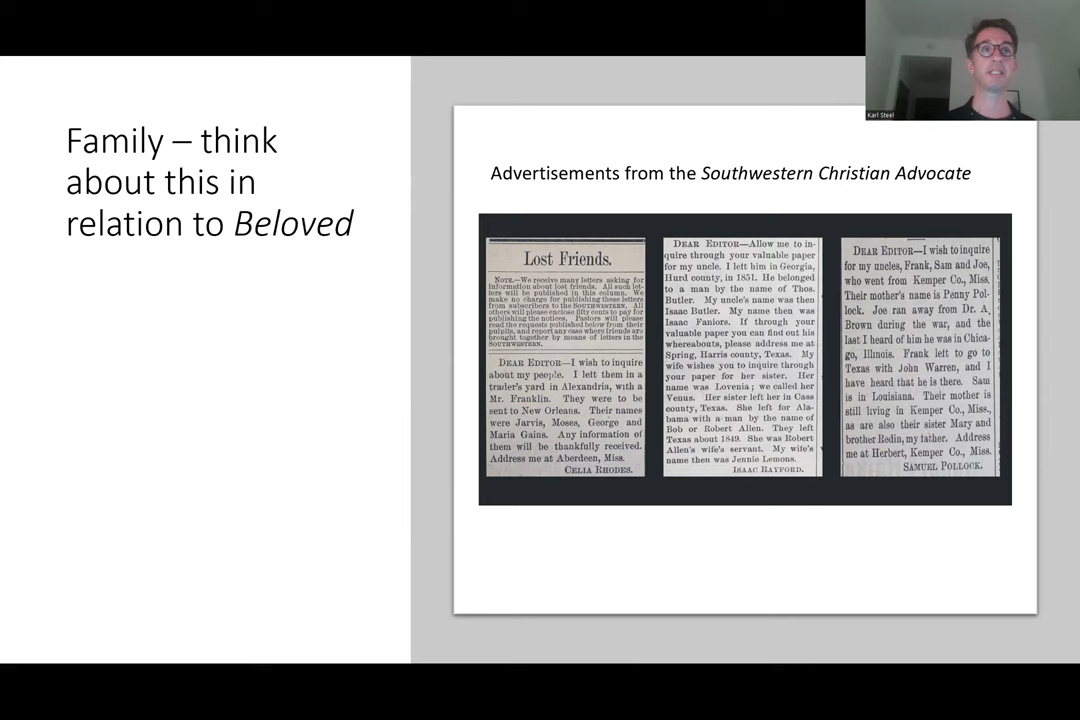 Karl Steel
Family – think
about this in
relation to Beloved
Advertisements from the Southwestern Christian Advocate
Lost Friends.
NOTE.—We receive many letters asking for
information about lost friends. All such let-
ters will be published in this column. We
make no charge for publishing these letters
from subscribers to the SOUTHWESTERN. All
others will please enclose fifty cents to pay for
publishing the notices. Pastors will please
read the requests published below from their
pulpits, and report any case where friends are
brought together by means of letters in the
SOUTHWESTERN.
DEAR EDITOR—I wish to inquire
about my people. I left them in a
trader's yard in Alexandria, with a
Mr. Franklin. They were to be
sent to New Orleans. Their names
were Jarvis, Moses, George and
Maria Gains. Any information of
them will be thankfully received.
Address me at Aberdeen, Miss.
CELIA RHODES.
DEAR EDITOR—Allow me to in-
quire through your valuable paper
for my uncle. I left him in Georgia,
Hurd county, in 1851. He belonged
to a man by the name of Thos.
Butler. My uncle's name was then
Isaac Butler. My name then was
Isaac Faniors. If through your
valuable paper you can find out his
whereabouts, please address me at
Spring, Harris county, Texas. My
wife wishes you to inquire through
your paper for her sister. Her
name was Lovenia; we called her
Venus. Her sister left her in Cass
county, Texas. She left for Ala-
bama with a man by the name of
Bob or Robert Allen. They left
Texas about 1849. She was Robert
Allen's wife's servant. My wife's
name then was Jennie Lemons.
ISAAC RAYFORD.
DEAR EDITOR—I wish to inquire
for my uncles, Frank, Sam and Joe,
who went from Kemper Co., Miss.
Their mother's name is Penny Pol-
lock. Joe ran away from Dr. A.
Brown during the war, and the
last I heard of him he was in Chica-
go, Illnois. Frank left to go to
Texas with John Warren, and I
have heard that he is there. Sam
is in Louisiana. Their mother is
still living in Kemper Co., Miss.,
as are also their sister Mary and
brother Redin, my father. Address
me at Herbert, Kemper Co., Miss.
SAMUEL POLLOCK.